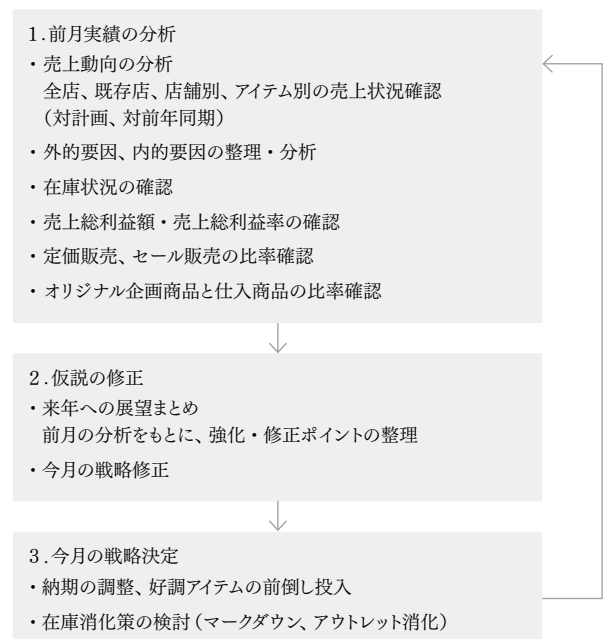 1.前月実績の分析
・売上動向の分析
全店、既存店、店舗別、アイテム別の売上状況確認
（対計画、対前年同期）
・外的要因、内的要因の整理・分析
・在庫状況の確認
・売上総利益額・売上総利益率の確認
・定価販売、セール販売の比率確認
・オリジナル企画商品と仕入商品の比率確認
2.仮説の修正
・来年への展望まとめ
前月の分析をもとに、強化・修正ポイントの整理
・今月の戦略修正
3.今月の戦略決定
・納期の調整、好調アイテムの前倒し投入
・在庫消化策の検討（マークダウン、アウトレット消化）